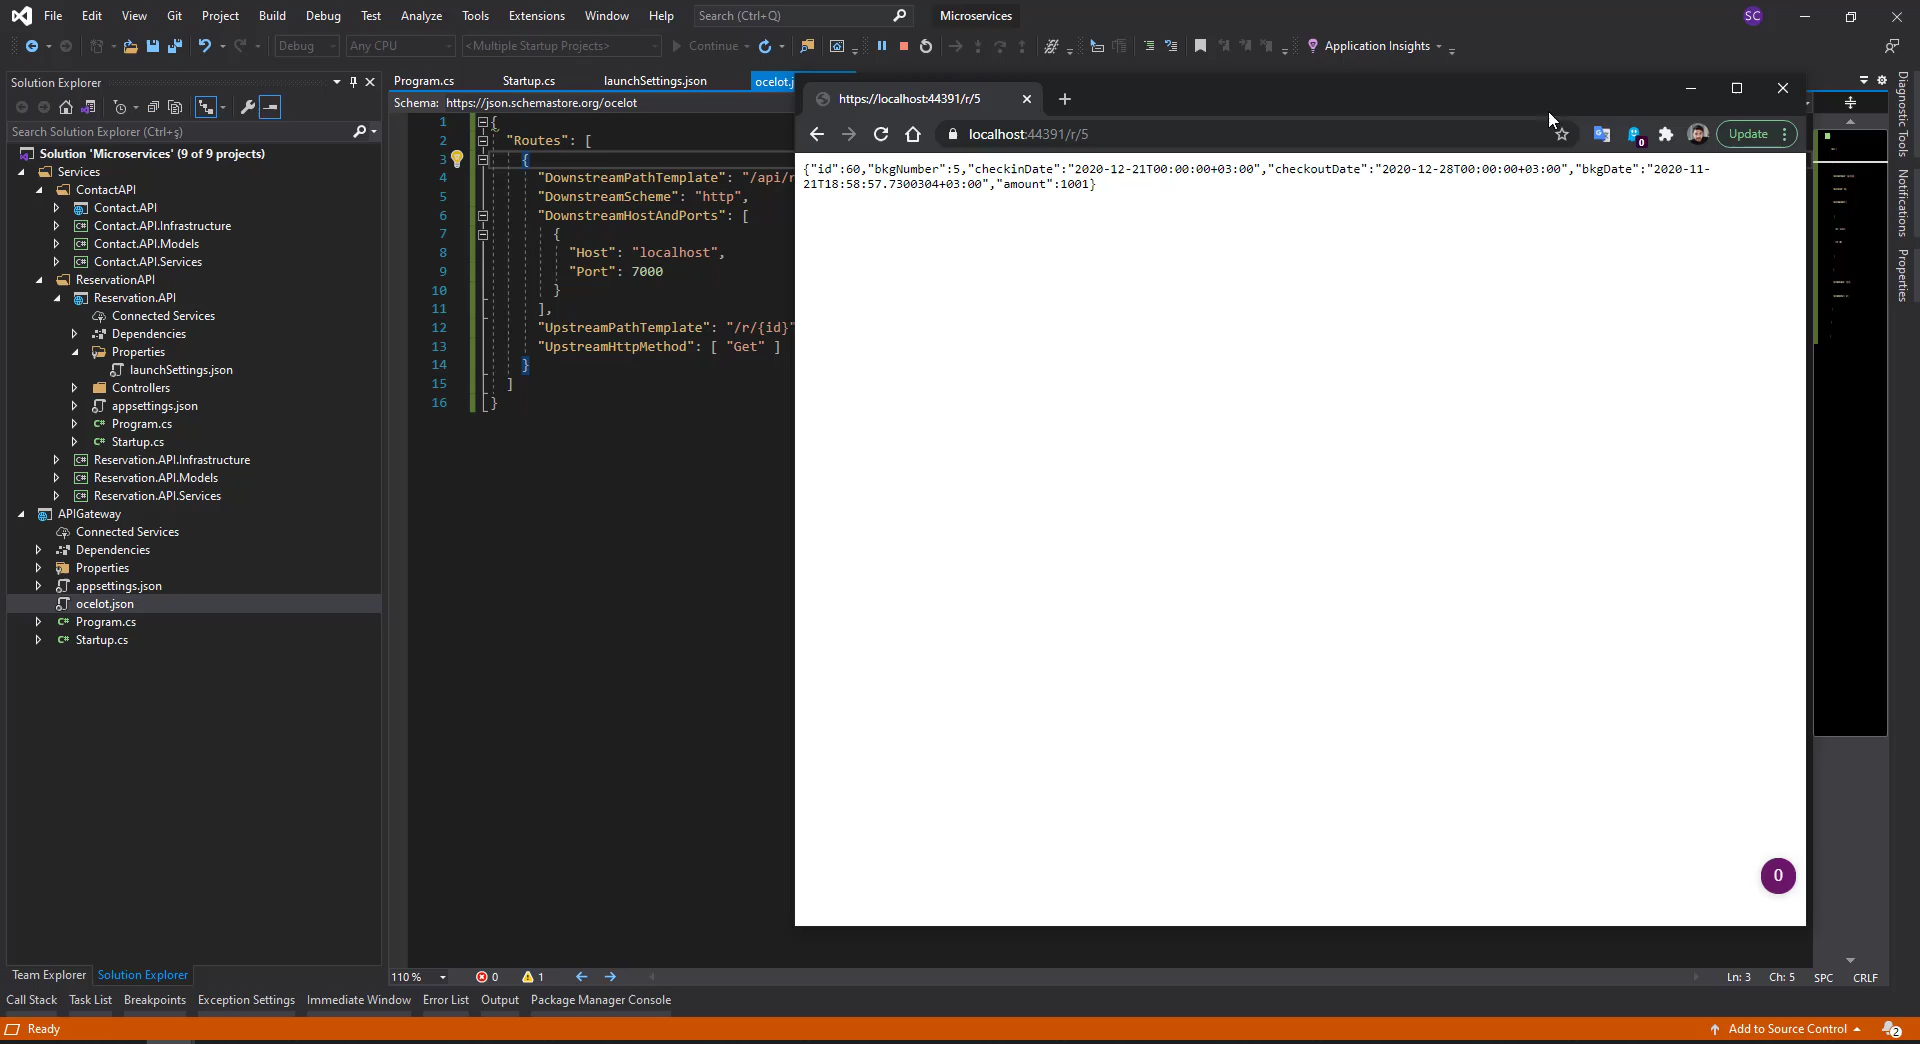 File Edit View Git Project Build Debug Test Analyze Tools Extensions Window Help Search (Ctrl+Q) Microservices SC
Debug Any CPU <Multiple Startup Projects> Continue Application Insights
Solution Explorer
Search Solution Explorer (Ctrl+ş)
Solution 'Microservices' (9 of 9 projects)
Services
ContactAPI
Contact.API
Contact.API.Infrastructure
Contact.API.Models
Contact.API.Services
ReservationAPI
Reservation.API
Connected Services
Dependencies
Properties
launchSettings.json
Controllers
appsettings.json
Program.cs
Startup.cs
Reservation.API.Infrastructure
Reservation.API.Models
Reservation.API.Services
APIGateway
Connected Services
Dependencies
Properties
appsettings.json
ocelot.json
Program.cs
Startup.cs
Team Explorer Solution Explorer
Program.cs Startup.cs launchSettings.json ocelot.j
Schema: https://json.schemastore.org/ocelot
1 {
2 "Routes": [
3 {
4 "DownstreamPathTemplate": "/api/r
5 "DownstreamScheme": "http",
6 "DownstreamHostAndPorts": [
7 {
8 "Host": "localhost",
9 "Port": 7000
10 }
11 ],
12 "UpstreamPathTemplate": "/r/{id}"
13 "UpstreamHttpMethod": [ "Get" ]
14 }
15 ]
16 }
https://localhost:44391/r/5
localhost:44391/r/5 0 Update
{"id":60,"bkgNumber":5,"checkinDate":"2020-12-21T00:00:00+03:00","checkoutDate":"2020-12-28T00:00:00+03:00","bkgDate":"2020-11-
21T18:58:57.7300304+03:00","amount":1001}
0
Diagnostic Tools
Notifications
Properties
110 % 0 1 Ln: 3 Ch: 5 SPC CRLF
Call Stack Task List Breakpoints Exception Settings Immediate Window Error List Output Package Manager Console
Ready Add to Source Control 2